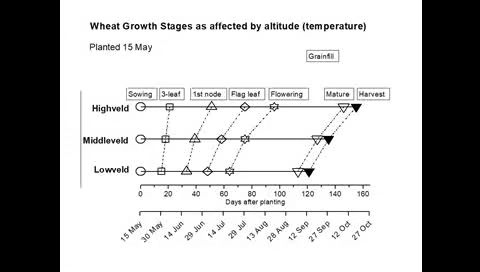 Wheat Growth Stages as affected by altitude (temperature)
Planted 15 May
Grainfill
Sowing 3-leaf 1st node Flag leaf Flowering Mature Harvest
Highveld
Middleveld
Lowveld
0 20 40 60 80 100 120 140 160
Days after planting
15 May 30 May 14 Jun 29 Jun 14 Jul 29 Jul 13 Aug 28 Aug 12 Sep 27 Sep 12 Oct 27 Oct